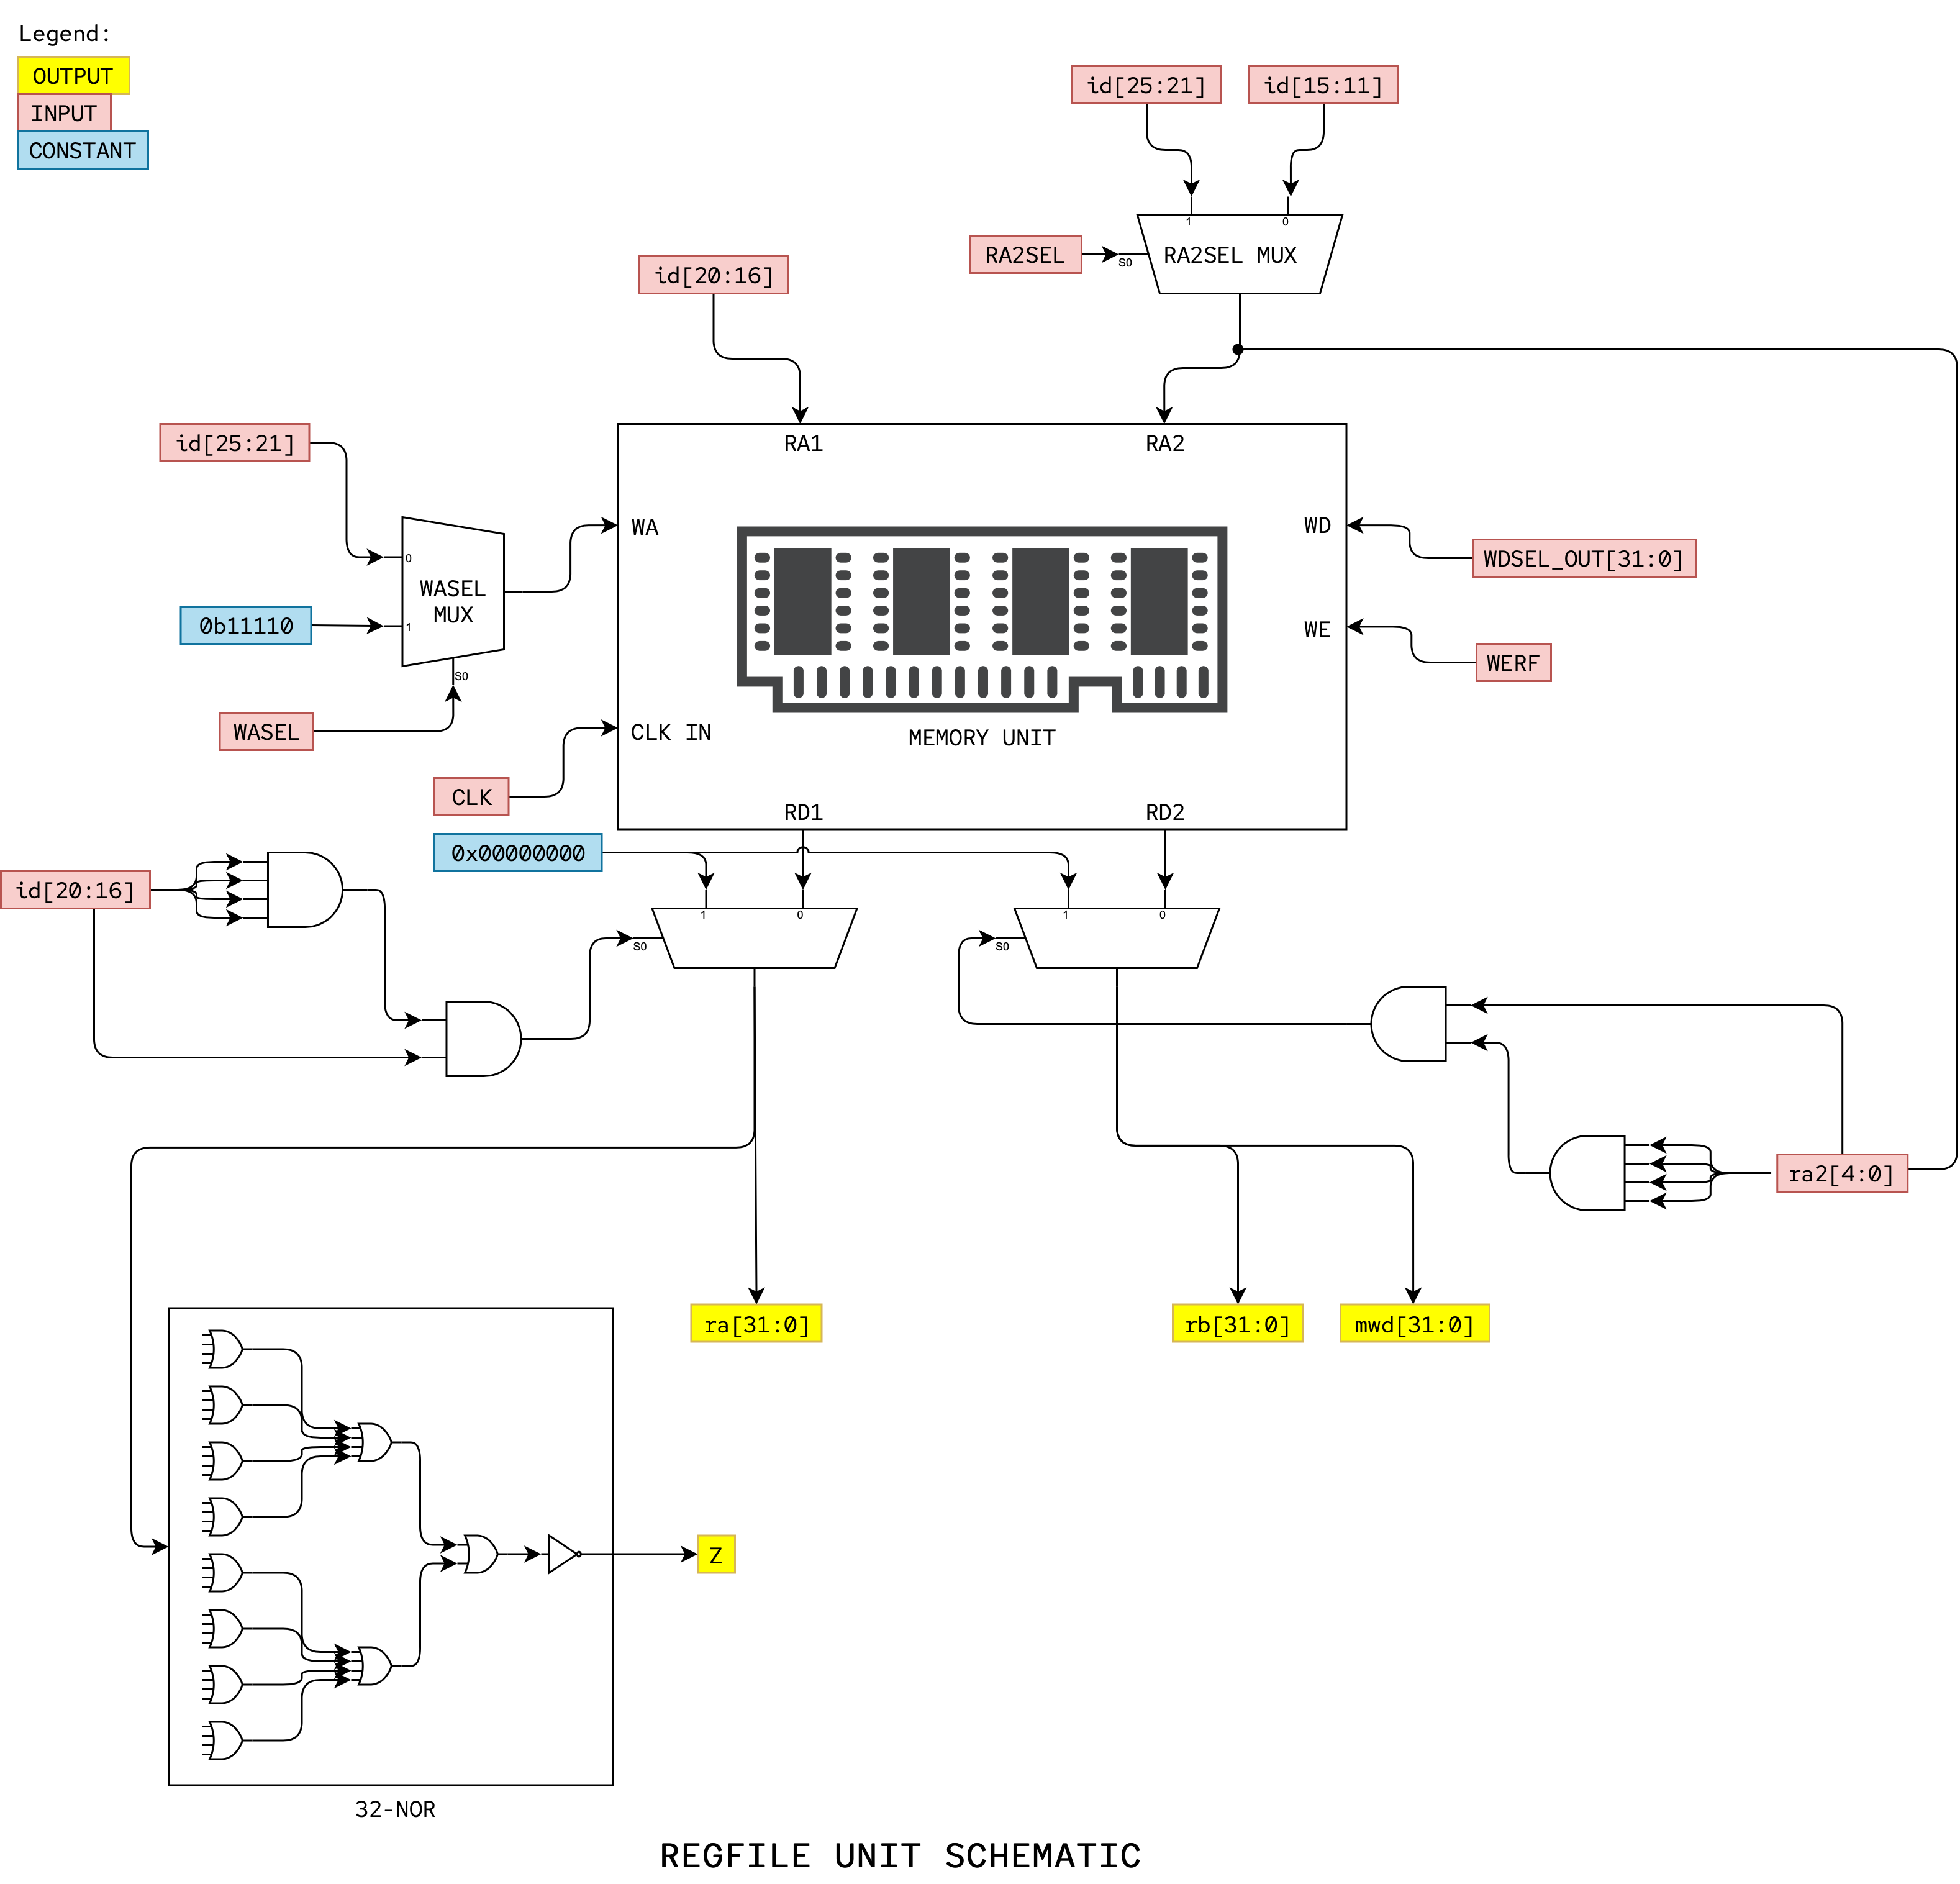 Legend:
OUTPUT
INPUT
CONSTANT
id[25:21]
id[15:11]
1
0
RA2SEL
S0
RA2SEL MUX
id[20:16]
id[25:21]
RA1
RA2
0
WASEL
MUX
0b11110
1
S0
WASEL
WA
WD
WDSEL_OUT[31:0]
WE
WERF
CLK IN
MEMORY UNIT
CLK
RD1
RD2
0x00000000
id[20:16]
1
0
S0
1
0
S0
ra2[4:0]
ra[31:0]
rb[31:0]
mwd[31:0]
Z
32-NOR
REGFILE UNIT SCHEMATIC